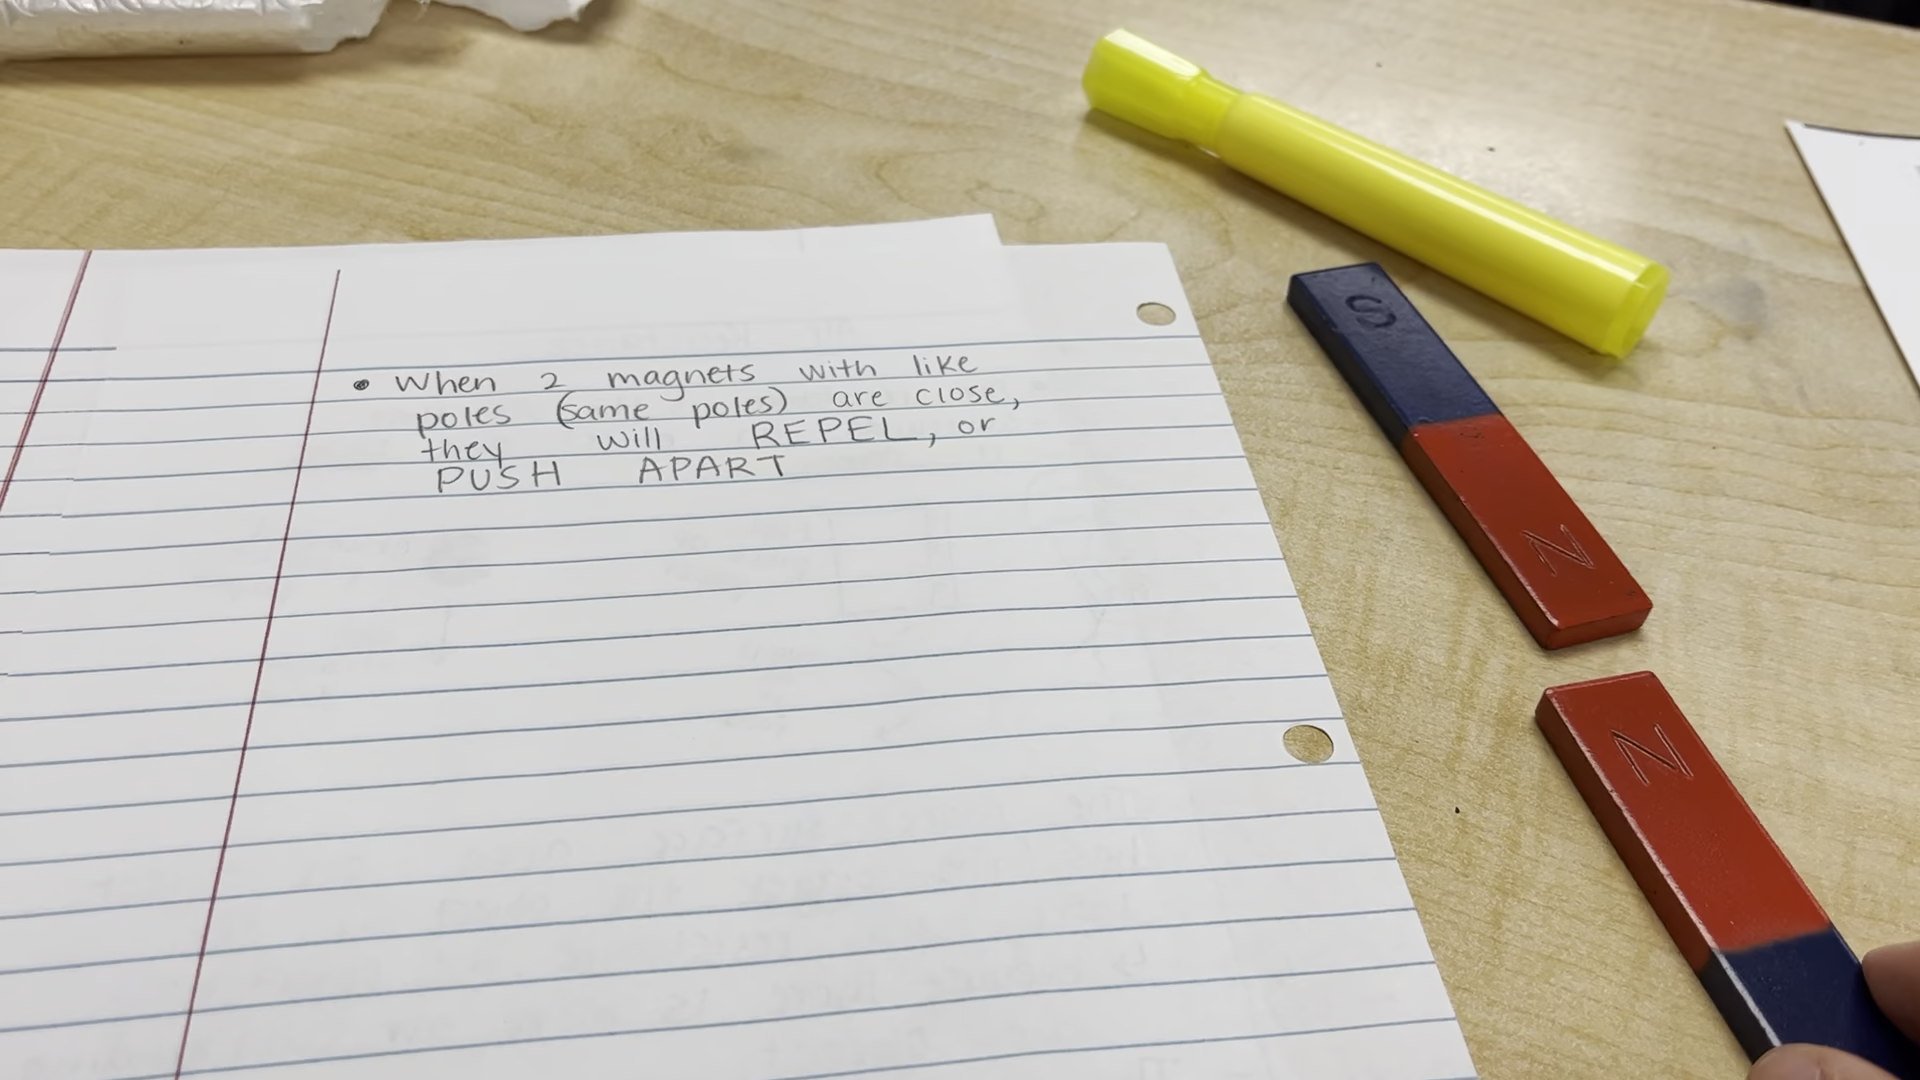 • When 2 magnets with like
poles (same poles) are close,
they will REPEL, or
PUSH APART
S
N
N